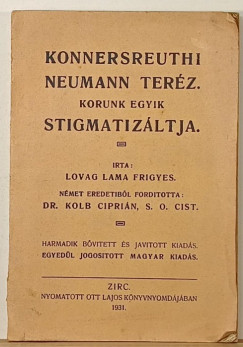 KONNERSREUTHI
NEUMANN TERÉZ.
KORUNK EGYIK
STIGMATIZÁLTJA.
IRTA:
LOVAG LAMA FRIGYES.
NÉMET EREDETIBŐL FORDITOTTA:
DR. KOLB CIPRIÁN, S. O. CIST.
HARMADIK BŐVITETT ÉS JAVITOTT KIADÁS.
EGYEDÜL JOGOSITOTT MAGYAR KIADÁS.
ZIRC.
NYOMATOTT OTT LAJOS KÖNYVNYOMDÁJÁBAN
1931.